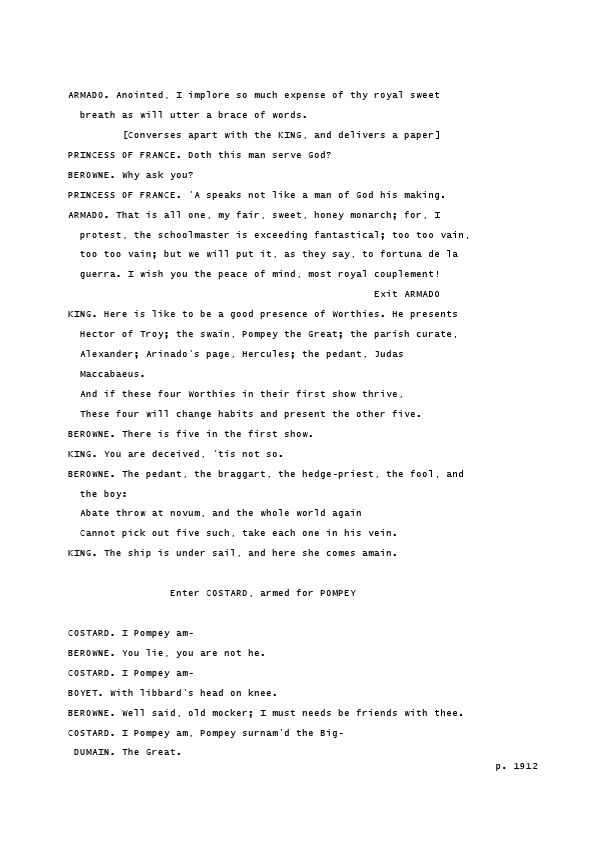 ARMADO. Anointed, I implore so much expense of thy royal sweet
breath as will utter a brace of words.
[Converses apart with the KING, and delivers a paper]
PRINCESS OF FRANCE. Doth this man serve God?
BEROWNE. Why ask you?
PRINCESS OF FRANCE. 'A speaks not like a man of God his making.
ARMADO. That is all one, my fair, sweet, honey monarch; for, I
protest, the schoolmaster is exceeding fantastical; too too vain,
too too vain; but we will put it, as they say, to fortuna de la
guerra. I wish you the peace of mind, most royal couplement!
Exit ARMADO
KING. Here is like to be a good presence of Worthies. He presents
Hector of Troy; the swain, Pompey the Great; the parish curate,
Alexander; Arinado's page, Hercules; the pedant, Judas
Maccabaeus.
And if these four Worthies in their first show thrive,
These four will change habits and present the other five.
BEROWNE. There is five in the first show.
KING. You are deceived, 'tis not so.
BEROWNE. The pedant, the braggart, the hedge-priest, the fool, and
the boy:
Abate throw at novum, and the whole world again
Cannot pick out five such, take each one in his vein.
KING. The ship is under sail, and here she comes amain.
Enter COSTARD, armed for POMPEY
COSTARD. I Pompey am-
BEROWNE. You lie, you are not he.
COSTARD. I Pompey am-
BOYET. With libbard's head on knee.
BEROWNE. Well said, old mocker; I must needs be friends with thee.
COSTARD. I Pompey am, Pompey surnam'd the Big-
DUMAIN. The Great.
p. 1912